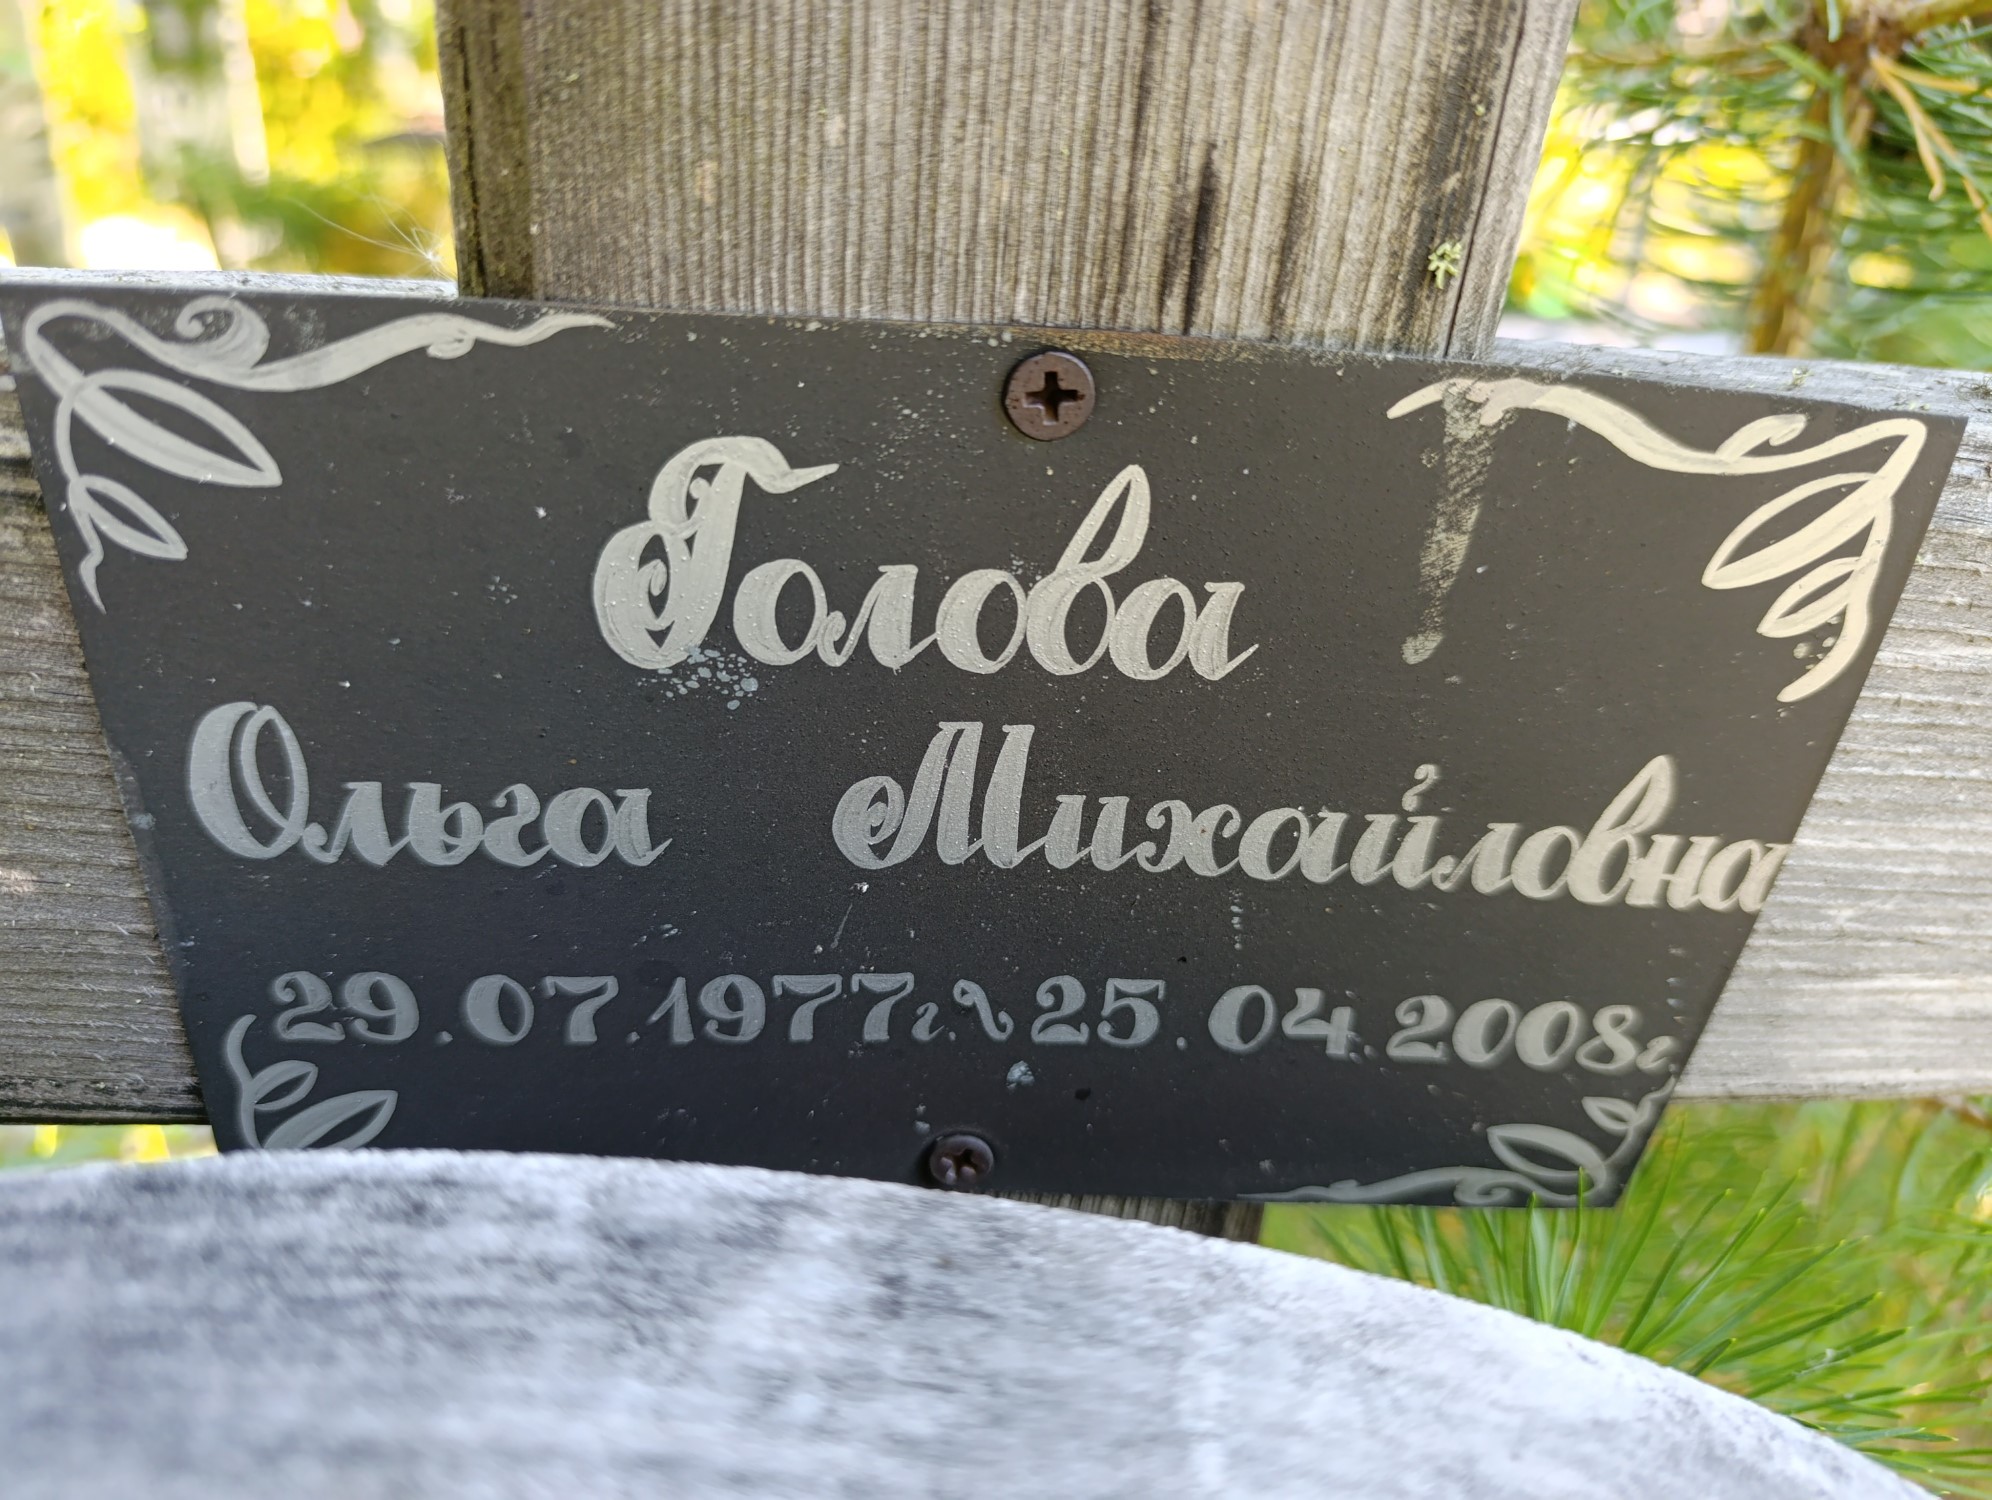 Голова
Ольга Михайловна
29.07.1977г. ~ 25.04.2008г